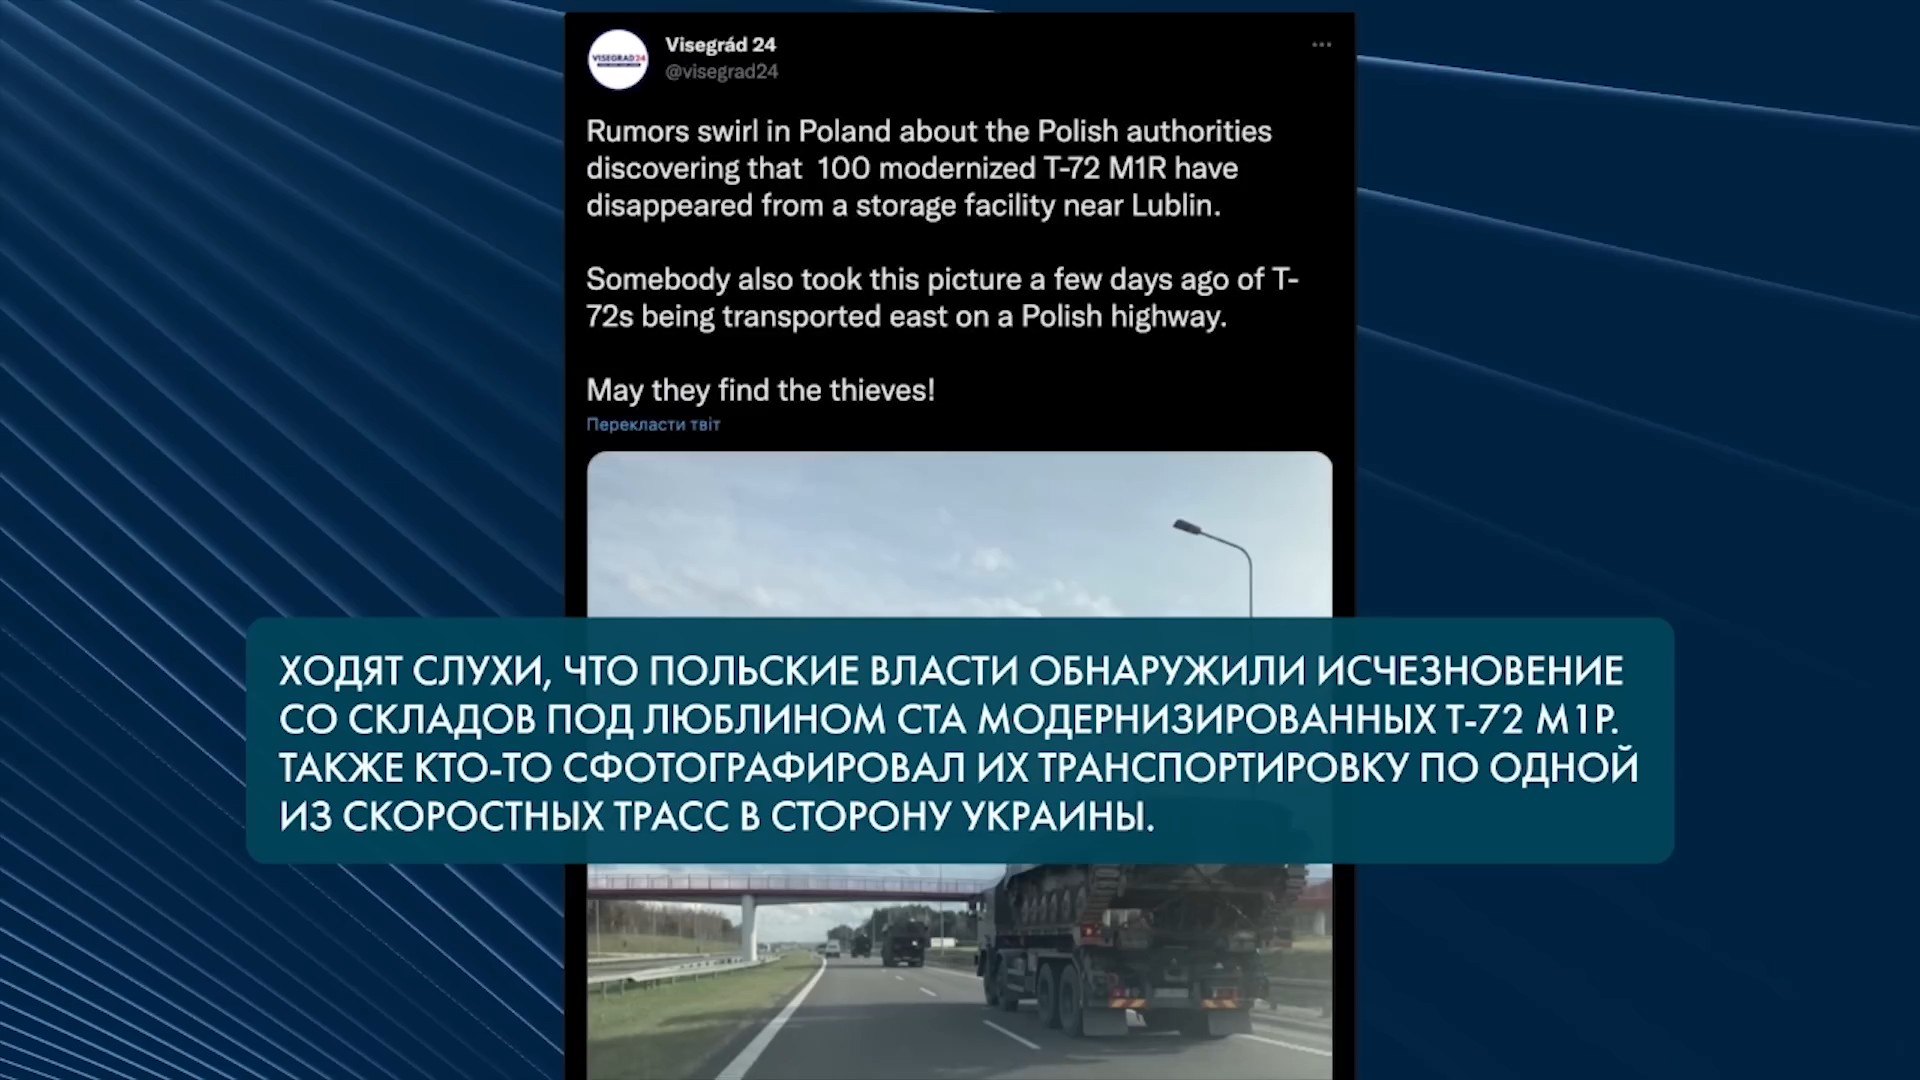 VISEGRAD24
Visegrád 24
@visegrad24
Rumors swirl in Poland about the Polish authorities
discovering that 100 modernized T-72 M1R have
disappeared from a storage facility near Lublin.
Somebody also took this picture a few days ago of T-
72s being transported east on a Polish highway.
May they find the thieves!
Перекласти твіт
ХОДЯТ СЛУХИ, ЧТО ПОЛЬСКИЕ ВЛАСТИ ОБНАРУЖИЛИ ИСЧЕЗНОВЕНИЕ
СО СКЛАДОВ ПОД ЛЮБЛИНОМ СТА МОДЕРНИЗИРОВАННЫХ Т-72 М1Р.
ТАКЖЕ КТО-ТО СФОТОГРАФИРОВАЛ ИХ ТРАНСПОРТИРОВКУ ПО ОДНОЙ
ИЗ СКОРОСТНЫХ ТРАСС В СТОРОНУ УКРАИНЫ.